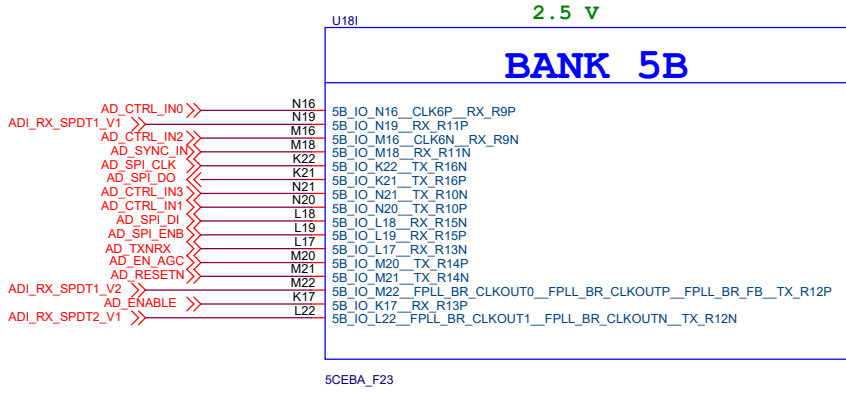 2.5 V
U18I
BANK 5B
AD_CTRL_IN0 N16 5B_IO_N16__CLK6P__RX_R9P
ADI_RX_SPDT1_V1 N19 5B_IO_N19__RX_R11P
AD_CTRL_IN2 M16 5B_IO_M16__CLK6N__RX_R9N
AD_SYNC_IN M18 5B_IO_M18__RX_R11N
AD_SPI_CLK K22 5B_IO_K22__TX_R16N
AD_SPI_DO K21 5B_IO_K21__TX_R16P
AD_CTRL_IN3 N21 5B_IO_N21__TX_R10N
AD_CTRL_IN1 N20 5B_IO_N20__TX_R10P
AD_SPI_DI L18 5B_IO_L18__RX_R15N
AD_SPI_ENB L19 5B_IO_L19__RX_R15P
AD_TXNRX L17 5B_IO_L17__RX_R13N
AD_EN_AGC M20 5B_IO_M20__TX_R14P
AD_RESETN M21 5B_IO_M21__TX_R14N
ADI_RX_SPDT1_V2 M22 5B_IO_M22__FPLL_BR_CLKOUT0__FPLL_BR_CLKOUTP__FPLL_BR_FB__TX_R12P
AD_ENABLE K17 5B_IO_K17__RX_R13P
ADI_RX_SPDT2_V1 L22 5B_IO_L22__FPLL_BR_CLKOUT1__FPLL_BR_CLKOUTN__TX_R12N
5CEBA_F23